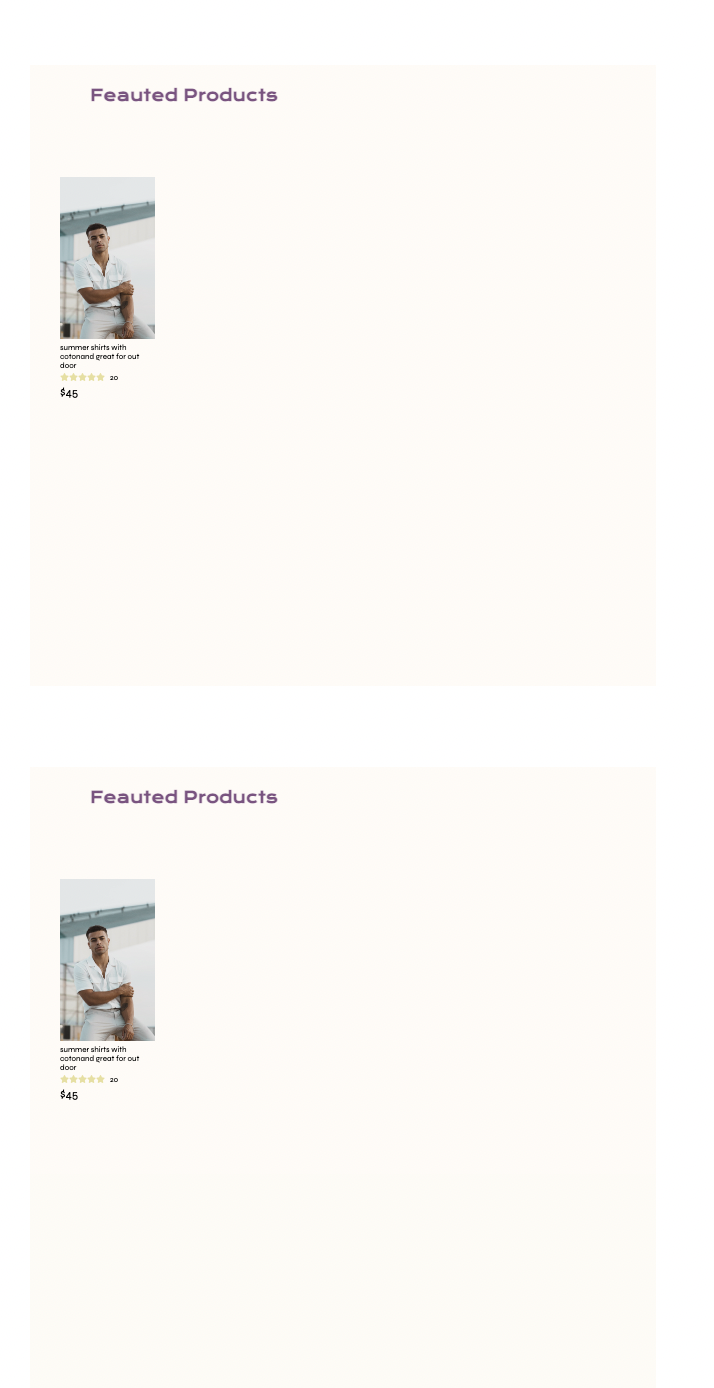 Feauted Products
summer shirts with
cotonand great for out
door
20
$45
Feauted Products
summer shirts with
cotonand great for out
door
20
$45